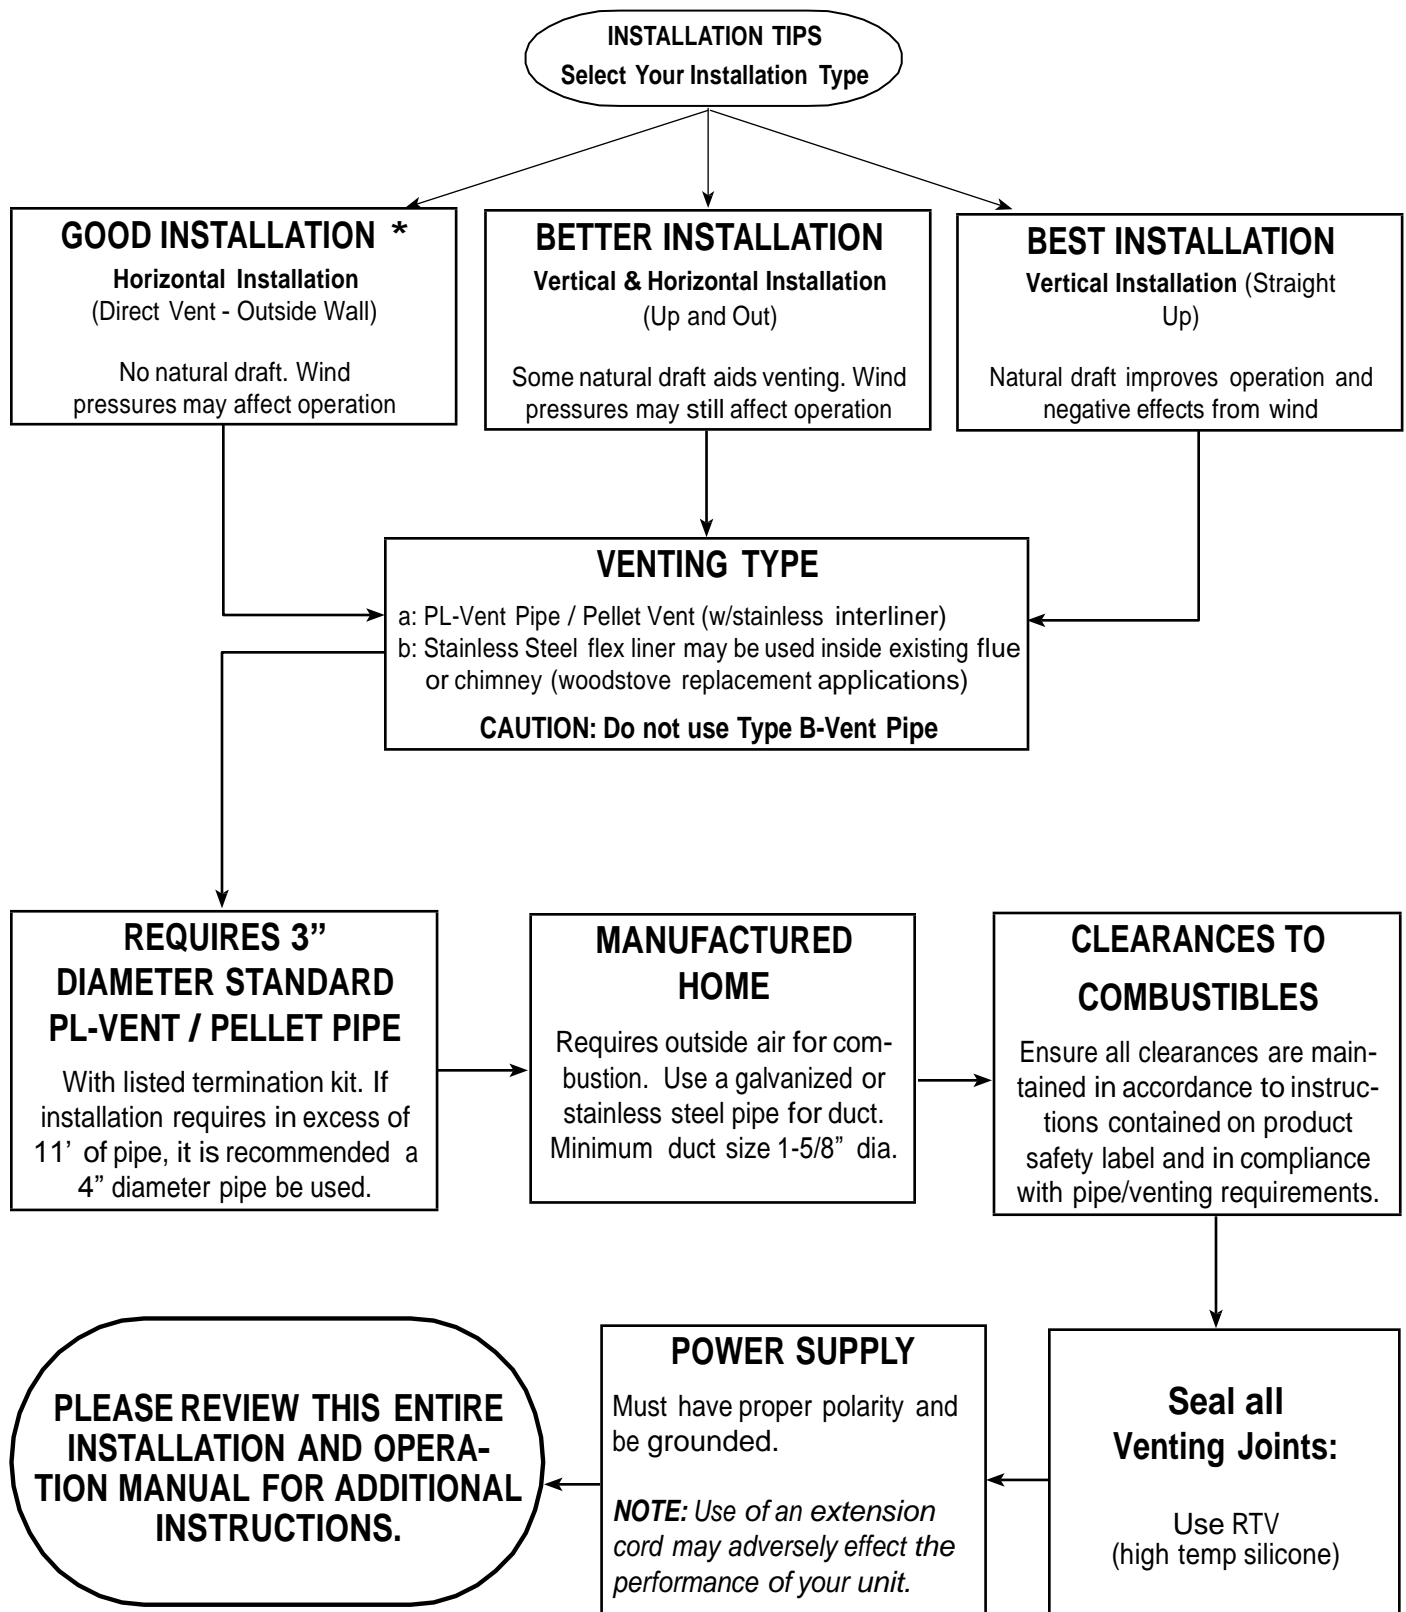 INSTALLATION TIPS
Select Your Installation Type
GOOD INSTALLATION *
Horizontal Installation
(Direct Vent - Outside Wall)
No natural draft. Wind
pressures may affect operation
BETTER INSTALLATION
Vertical & Horizontal Installation
(Up and Out)
Some natural draft aids venting. Wind
pressures may still affect operation
BEST INSTALLATION
Vertical Installation (Straight
Up)
Natural draft improves operation and
negative effects from wind
VENTING TYPE
a: PL-Vent Pipe / Pellet Vent (w/stainless interliner)
b: Stainless Steel flex liner may be used inside existing flue
or chimney (woodstove replacement applications)
CAUTION: Do not use Type B-Vent Pipe
REQUIRES 3”
DIAMETER STANDARD
PL-VENT / PELLET PIPE
With listed termination kit. If
installation requires in excess of
11’ of pipe, it is recommended a
4” diameter pipe be used.
MANUFACTURED
HOME
Requires outside air for com-
bustion. Use a galvanized or
stainless steel pipe for duct.
Minimum duct size 1-5/8” dia.
CLEARANCES TO
COMBUSTIBLES
Ensure all clearances are main-
tained in accordance to instruc-
tions contained on product
safety label and in compliance
with pipe/venting requirements.
Seal all
Venting Joints:
Use RTV
(high temp silicone)
POWER SUPPLY
Must have proper polarity and
be grounded.
NOTE: Use of an extension
cord may adversely effect the
performance of your unit.
PLEASE REVIEW THIS ENTIRE
INSTALLATION AND OPERA-
TION MANUAL FOR ADDITIONAL
INSTRUCTIONS.